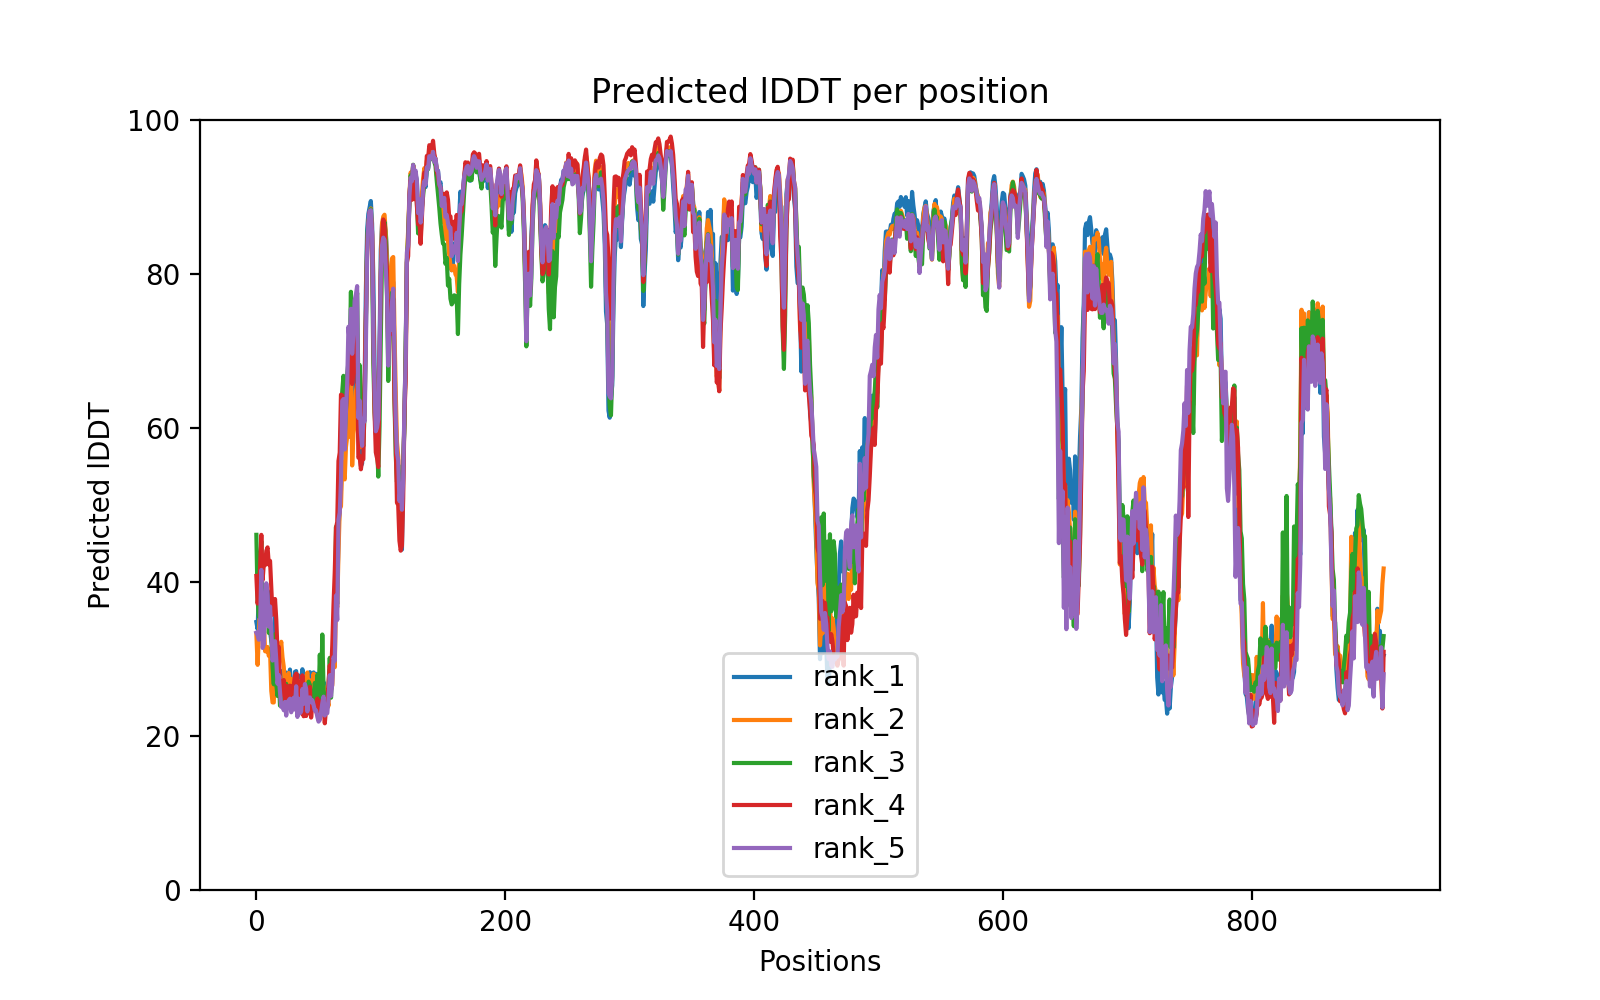 Predicted lDDT per position
Predicted lDDT
100
80
60
40
20
0
rank_1
rank_2
rank_3
rank_4
rank_5
0 200 400 600 800
Positions